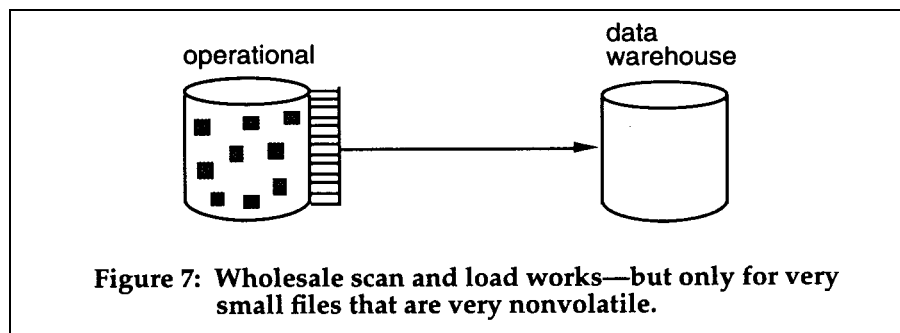 operational
data
warehouse
Figure 7: Wholesale scan and load works—but only for very
small files that are very nonvolatile.